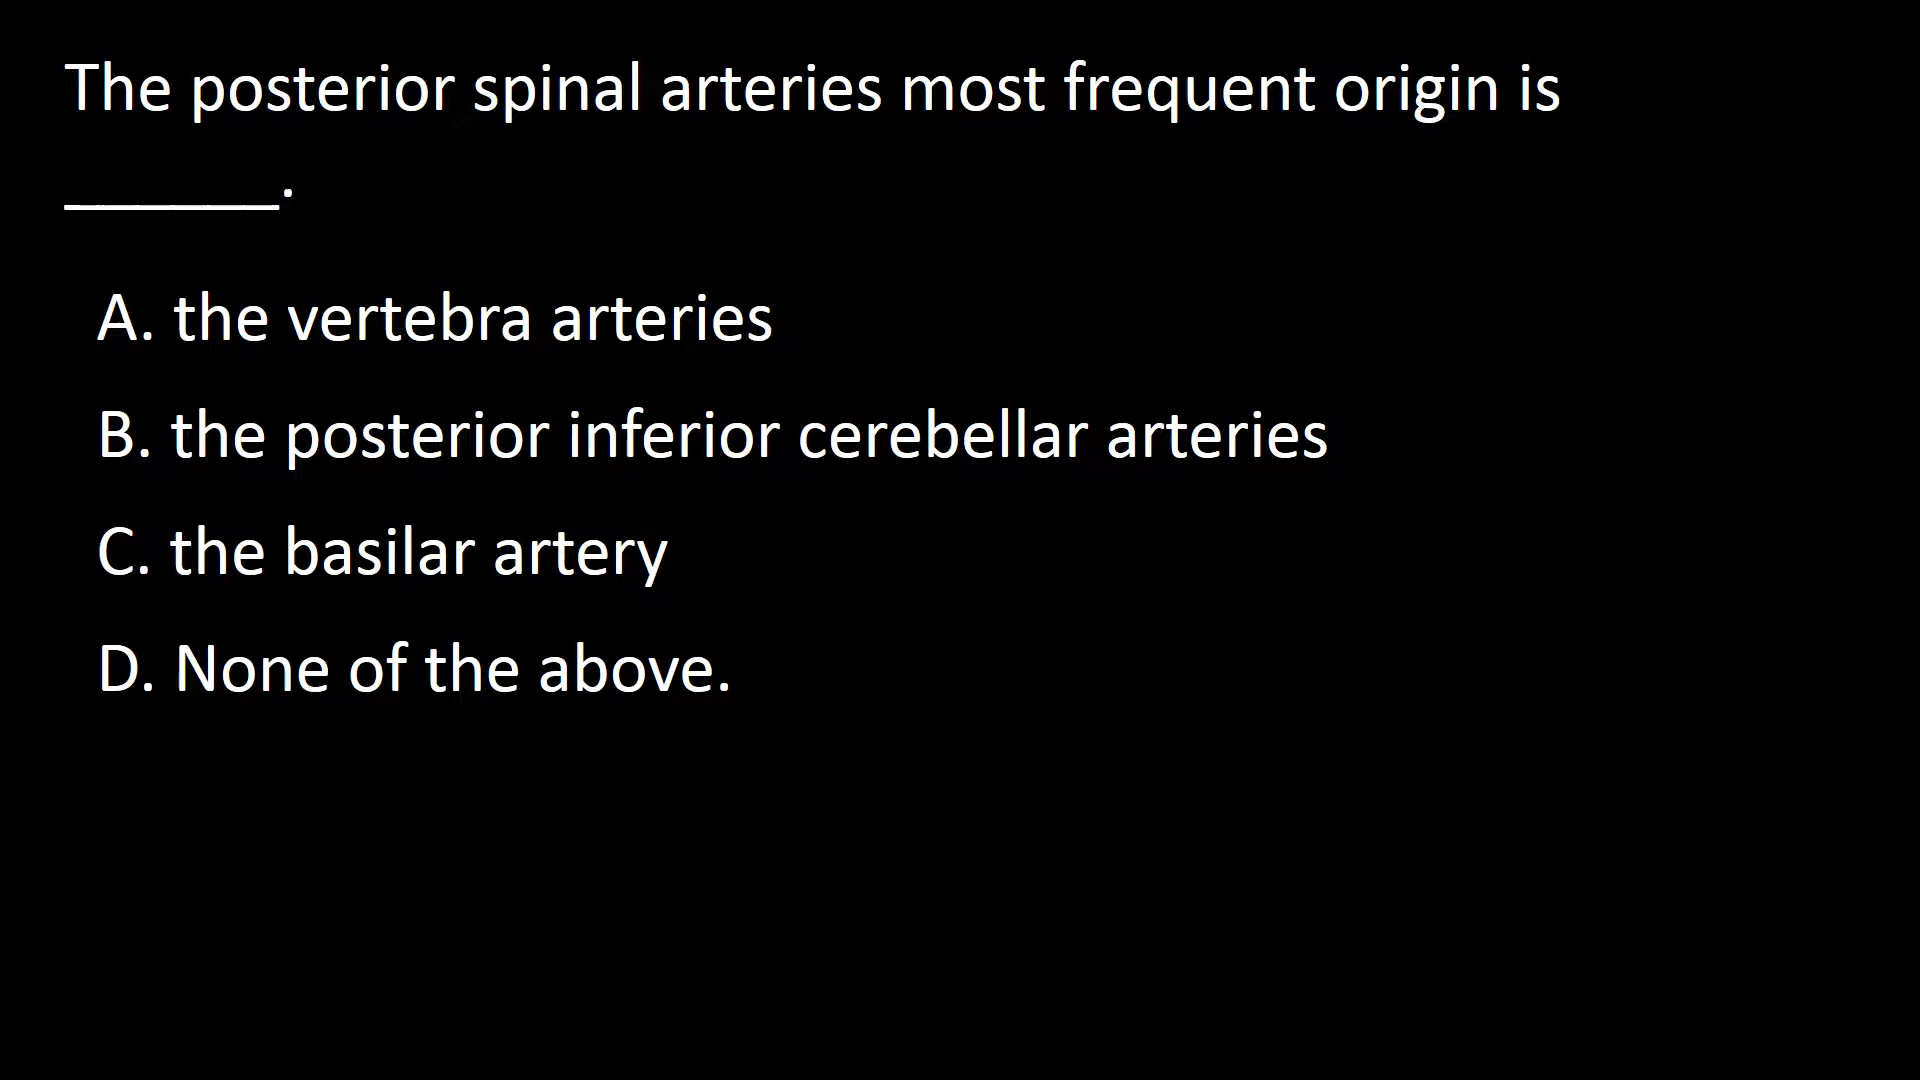 The posterior spinal arteries most frequent origin is
______.
A. the vertebra arteries
B. the posterior inferior cerebellar arteries
C. the basilar artery
D. None of the above.